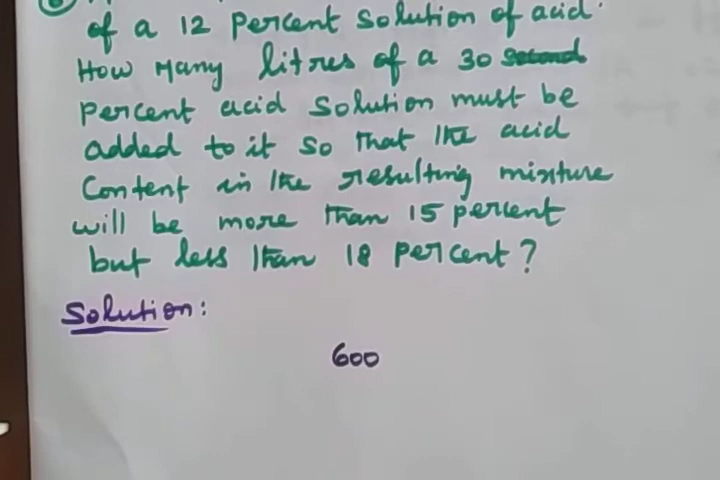 of a 12 Percent Solution of acid.
How Many litres of a 30
percent acid solution must be
added to it so that the acid
Content in the resulting mixture
will be more than 15 percent
but less than 18 percent?
Solution:
600